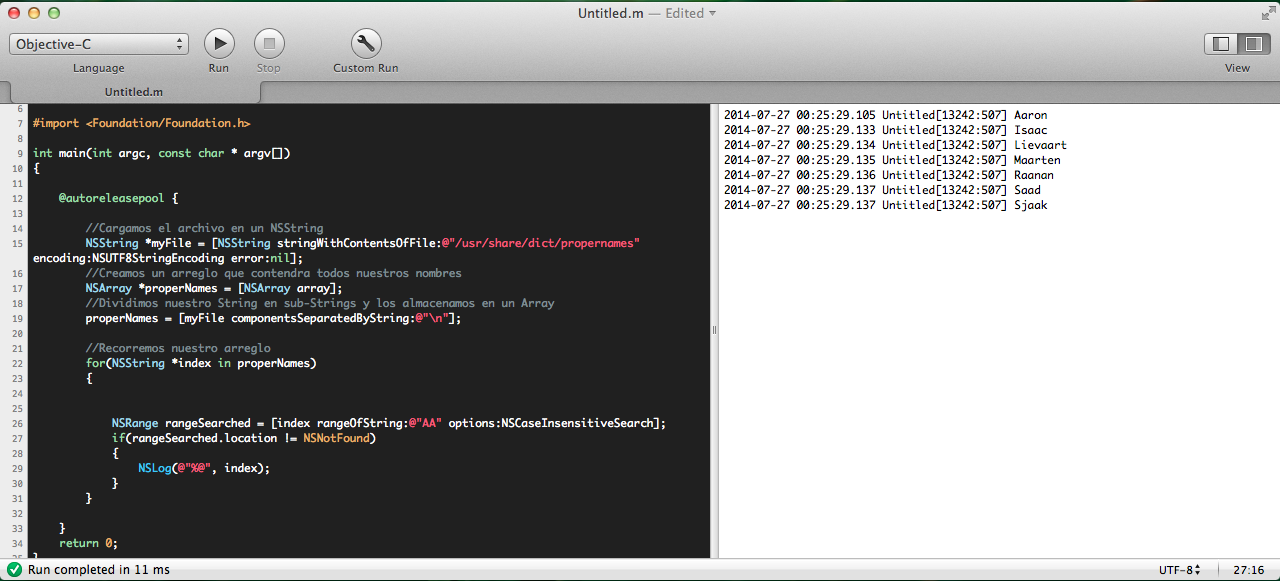 Untitled.m — Edited
Objective-C
Language
Run
Stop
Custom Run
View
Untitled.m
6
7 #import <Foundation/Foundation.h>
8
9 int main(int argc, const char * argv[])
10 {
11
12 @autoreleasepool {
13
14 //Cargamos el archivo en un NSString
15 NSString *myFile = [NSString stringWithContentsOfFile:@"/usr/share/dict/propernames"
encoding:NSUTF8StringEncoding error:nil];
16 //Creamos un arreglo que contendra todos nuestros nombres
17 NSArray *properNames = [NSArray array];
18 //Dividimos nuestro String en sub-Strings y los almacenamos en un Array
19 properNames = [myFile componentsSeparatedByString:@"\n"];
20
21 //Recorremos nuestro arreglo
22 for(NSString *index in properNames)
23 {
24
25
26 NSRange rangeSearched = [index rangeOfString:@"AA" options:NSCaseInsensitiveSearch];
27 if(rangeSearched.location != NSNotFound)
28 {
29 NSLog(@"%@", index);
30 }
31 }
32
33 }
34 return 0;
35 }
2014-07-27 00:25:29.105 Untitled[13242:507] Aaron
2014-07-27 00:25:29.133 Untitled[13242:507] Isaac
2014-07-27 00:25:29.134 Untitled[13242:507] Lievaart
2014-07-27 00:25:29.135 Untitled[13242:507] Maarten
2014-07-27 00:25:29.136 Untitled[13242:507] Raanan
2014-07-27 00:25:29.137 Untitled[13242:507] Saad
2014-07-27 00:25:29.137 Untitled[13242:507] Sjaak
Run completed in 11 ms
UTF-8
27:16